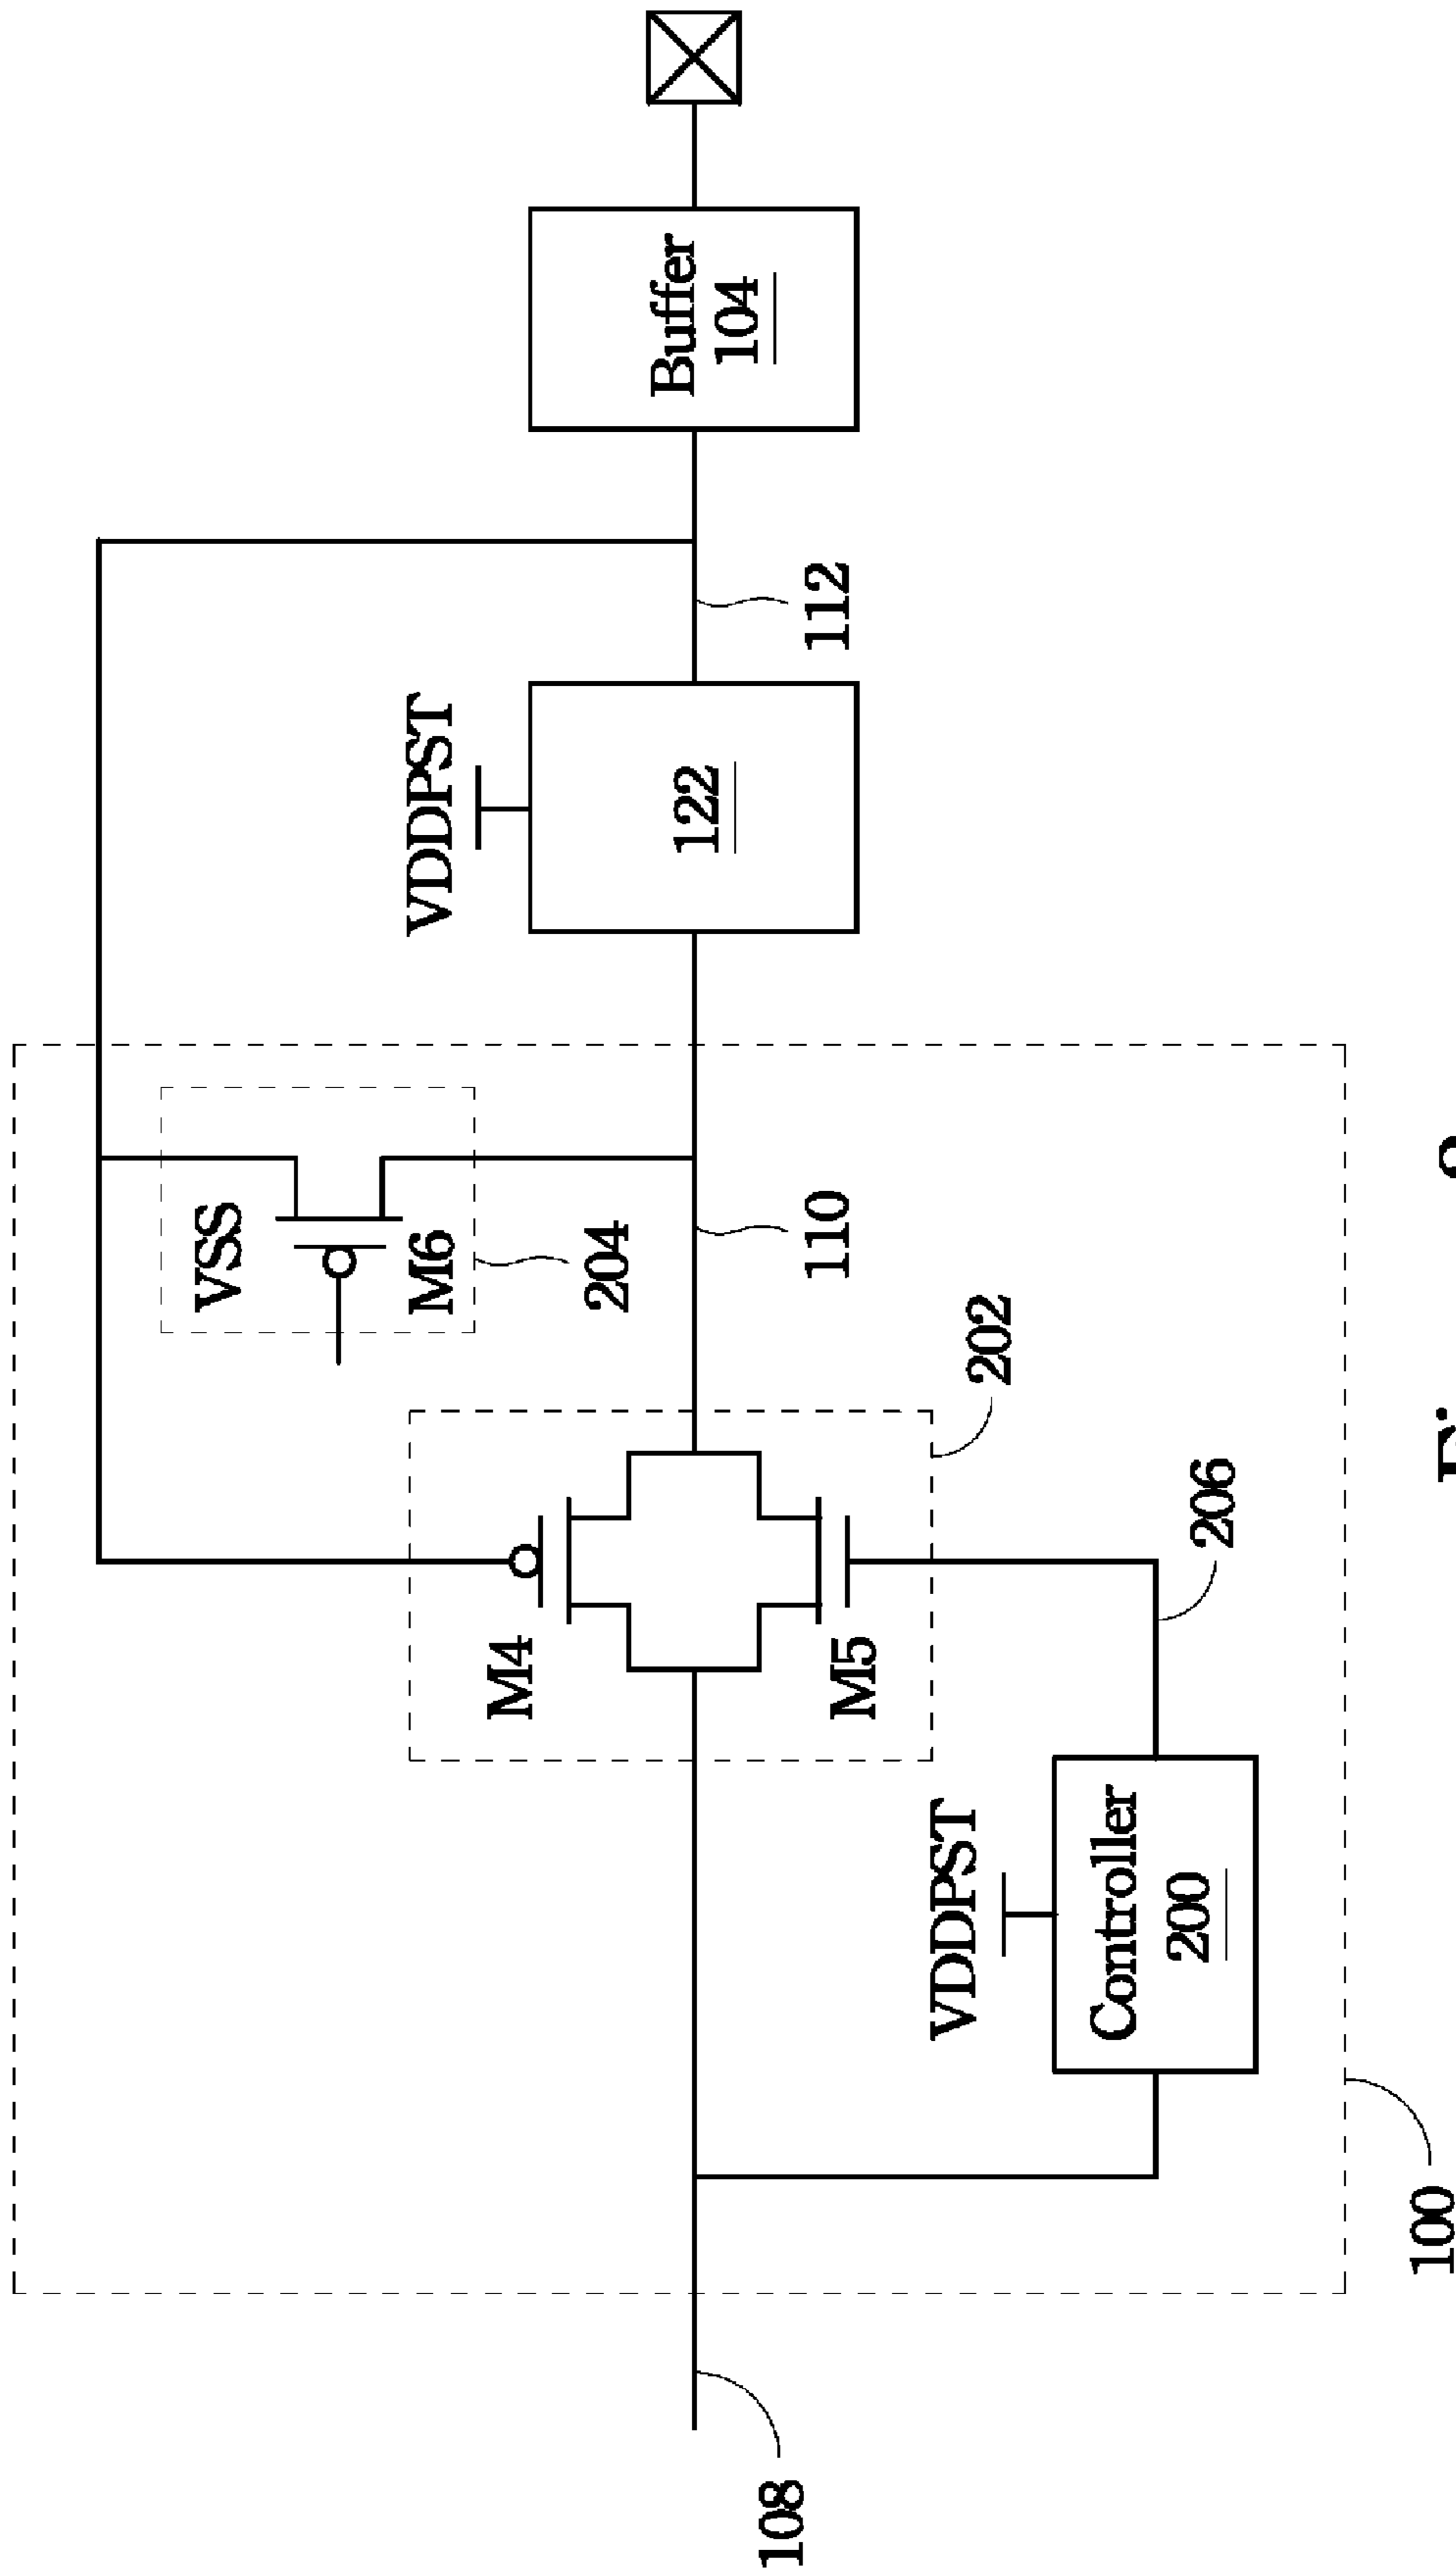 VSS
M6
204
VDDPST
122
Buffer
104
M4
M5
202
110
112
VDDPST
Controller
200
206
108
100